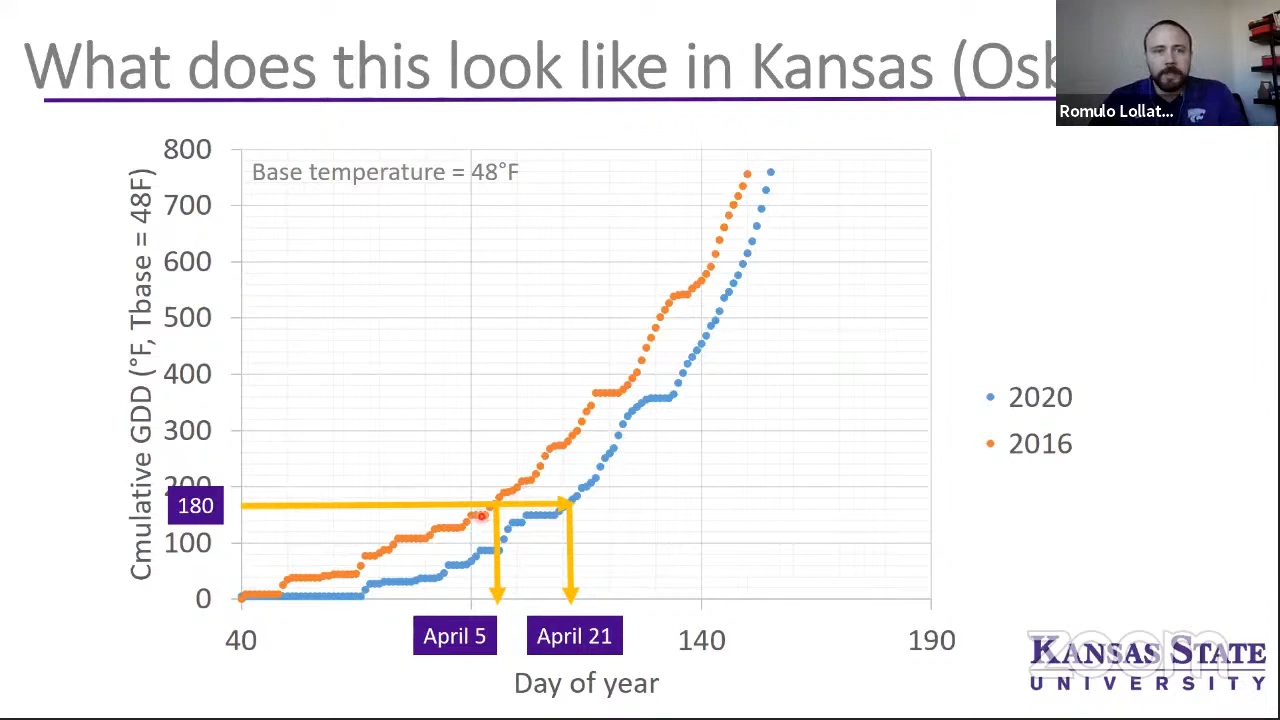 What does this look like in Kansas (Osb
Romulo Lollat...
Base temperature = 48°F
Cmulative GDD (°F, Tbase = 48F)
800
700
600
500
400
300
200
180
100
0
2020
2016
40
April 5
April 21
140
190
Day of year
zoom
KANSAS STATE
UNIVERSITY